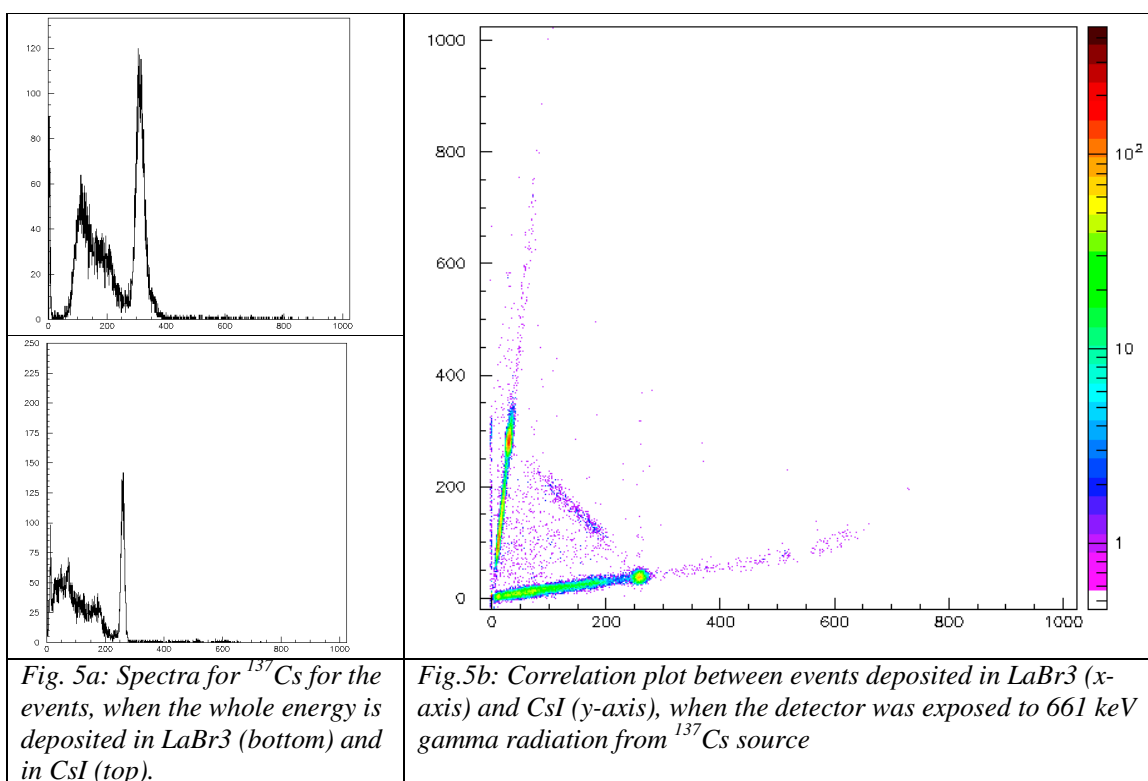 120
100
80
60
40
20
0
0 200 400 600 800 1000
250
225
200
175
150
125
100
75
50
25
0
0 200 400 600 800 1000
1000
800
600
400
200
0
0 200 400 600 800 1000
10²
10
1
Fig. 5a: Spectra for ¹³⁷Cs for the
events, when the whole energy is
deposited in LaBr3 (bottom) and
in CsI (top).
Fig.5b: Correlation plot between events deposited in LaBr3 (x-
axis) and CsI (y-axis), when the detector was exposed to 661 keV
gamma radiation from ¹³⁷Cs source